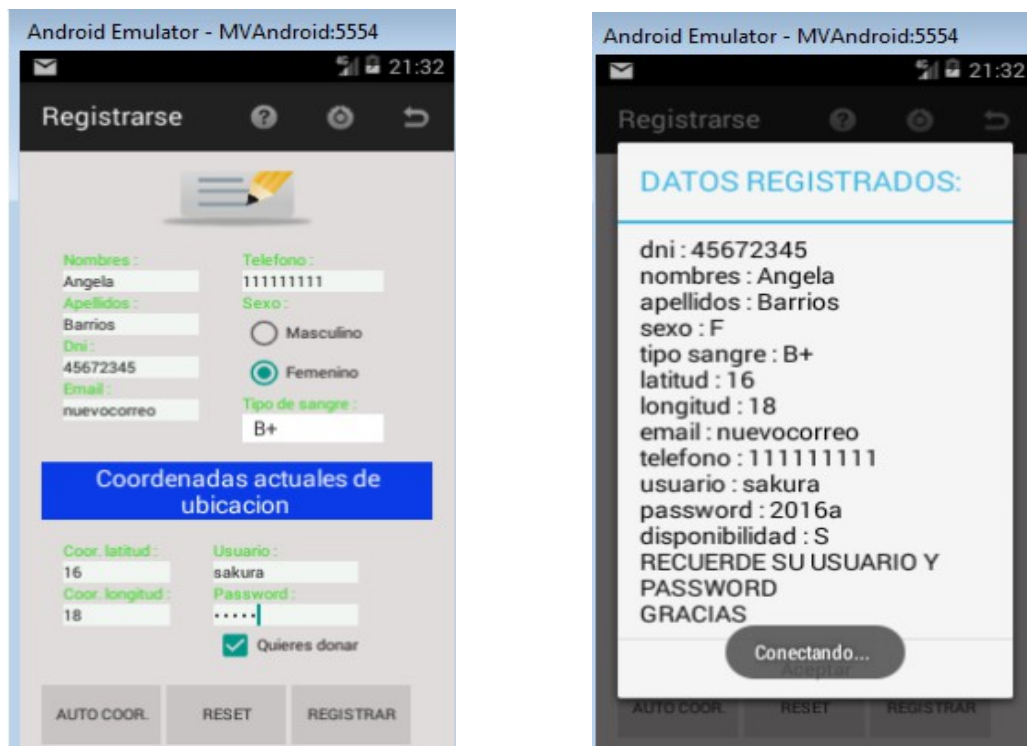 Android Emulator - MVAndroid:5554
21:32
Registrarse
Nombres :
Angela
Apellidos :
Barrios
Dni :
45672345
Email :
nuevocorreo
Telefono :
111111111
Sexo :
Masculino
Femenino
Tipo de sangre :
B+
Coordenadas actuales de
ubicacion
Coor. latitud :
16
Coor. longitud :
18
Usuario :
sakura
Password :
•••••
Quieres donar
AUTO COOR.
RESET
REGISTRAR
Android Emulator - MVAndroid:5554
21:32
Registrarse
DATOS REGISTRADOS:
dni : 45672345
nombres : Angela
apellidos : Barrios
sexo : F
tipo sangre : B+
latitud : 16
longitud : 18
email : nuevocorreo
telefono : 111111111
usuario : sakura
password : 2016a
disponibilidad : S
RECUERDE SU USUARIO Y
PASSWORD
GRACIAS
Conectando...
Aceptar
AUTO COOR.
RESET
REGISTRAR